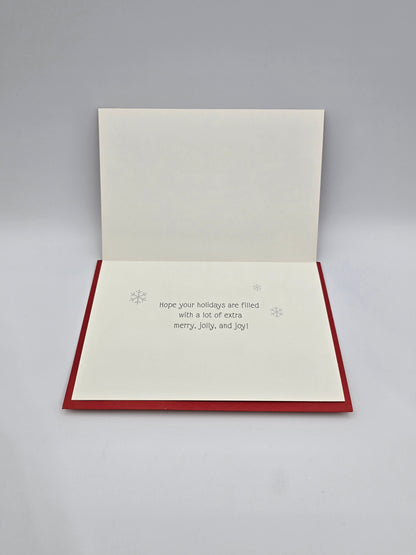 Hope your holidays are filled
with a lot of extra
merry, jolly, and joy!